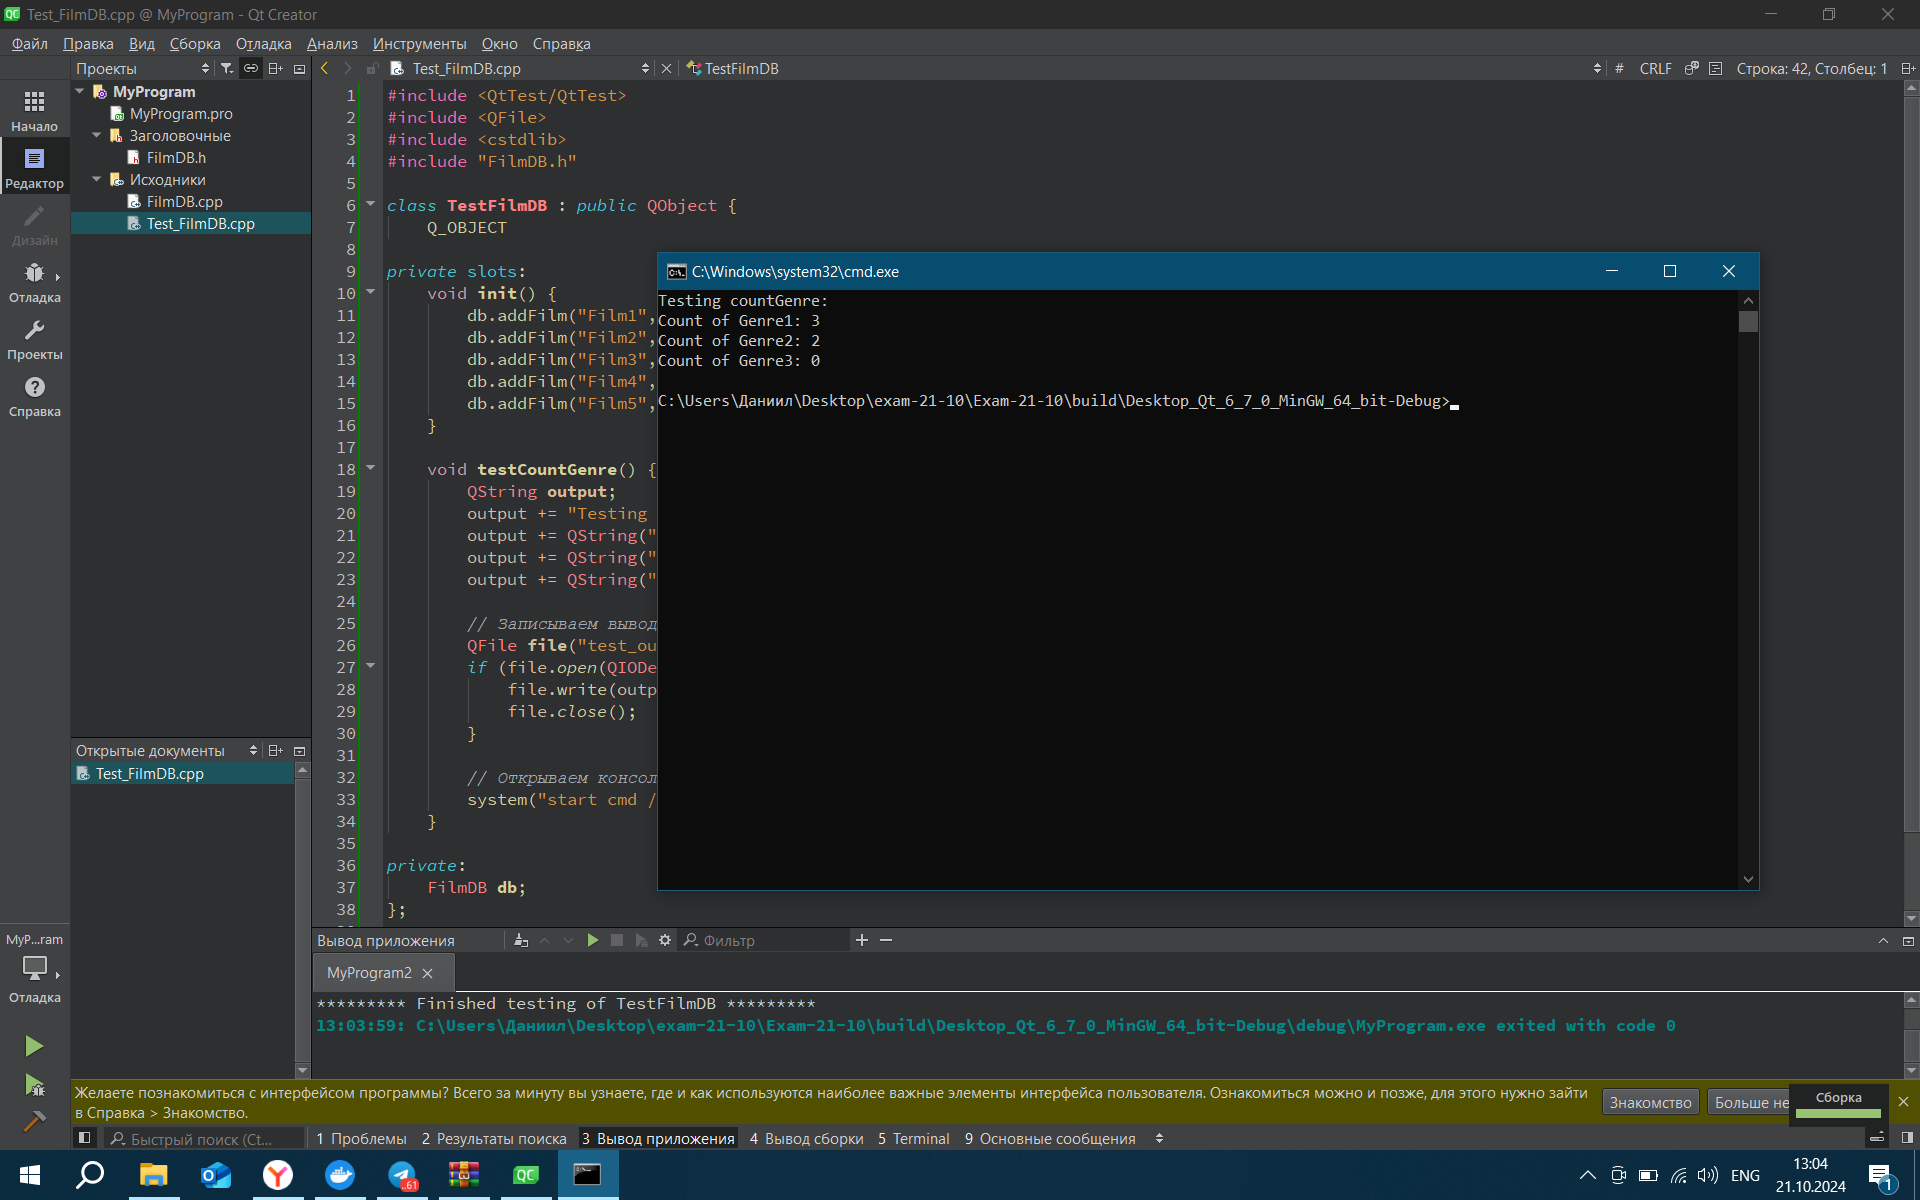 Test_FilmDB.cpp @ MyProgram - Qt Creator
Файл Правка Вид Сборка Отладка Анализ Инструменты Окно Справка
Проекты
Test_FilmDB.cpp
TestFilmDB
# CRLF Строка: 42, Столбец: 1
Начало
Редактор
Дизайн
Отладка
Проекты
Справка
MyProgram
MyProgram.pro
Заголовочные
FilmDB.h
Исходники
FilmDB.cpp
Test_FilmDB.cpp
1 #include <QtTest/QtTest>
2 #include <QFile>
3 #include <cstdlib>
4 #include "FilmDB.h"
5
6 class TestFilmDB : public QObject {
7 Q_OBJECT
8
9 private slots:
10 void init() {
11 db.addFilm("Film1",
12 db.addFilm("Film2",
13 db.addFilm("Film3",
14 db.addFilm("Film4",
15 db.addFilm("Film5",
16 }
17
18 void testCountGenre() {
19 QString output;
20 output += "Testing
21 output += QString("
22 output += QString("
23 output += QString("
24
25 // Записываем вывод
26 QFile file("test_ou
27 if (file.open(QIODe
28 file.write(outp
29 file.close();
30 }
31
32 // Открываем консол
33 system("start cmd /
34 }
35
36 private:
37 FilmDB db;
38 };
C:\Windows\system32\cmd.exe
Testing countGenre:
Count of Genre1: 3
Count of Genre2: 2
Count of Genre3: 0
C:\Users\Даниил\Desktop\exam-21-10\Exam-21-10\build\Desktop_Qt_6_7_0_MinGW_64_bit-Debug>
Открытые документы
Test_FilmDB.cpp
MyP...ram
Отладка
Вывод приложения
Фильтр
MyProgram2
********* Finished testing of TestFilmDB *********
13:03:59: C:\Users\Даниил\Desktop\exam-21-10\Exam-21-10\build\Desktop_Qt_6_7_0_MinGW_64_bit-Debug\debug\MyProgram.exe exited with code 0
Желаете познакомиться с интерфейсом программы? Всего за минуту вы узнаете, где и как используются наиболее важные элементы интерфейса пользователя. Ознакомиться можно и позже, для этого нужно зайти
в Справка > Знакомство.
Знакомство
Больше не
Сборка
Быстрый поиск (Ct...
1 Проблемы 2 Результаты поиска 3 Вывод приложения 4 Вывод сборки 5 Terminal 9 Основные сообщения
61
ENG
13:04
21.10.2024
1